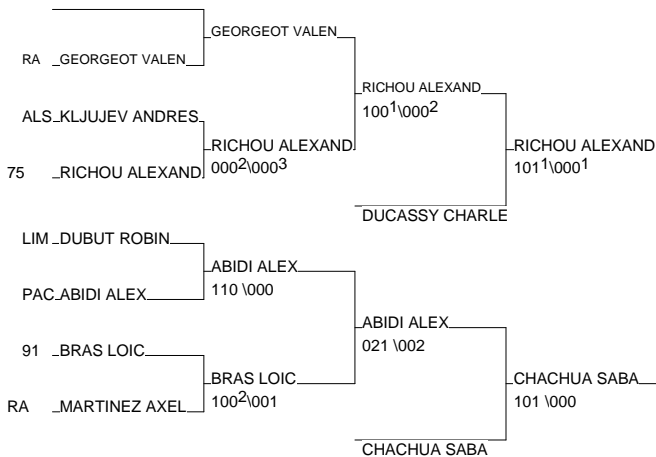 GEORGEOT VALEN
RA GEORGEOT VALEN
RICHOU ALEXAND
100¹\000²
ALS KLJUJEV ANDRES
RICHOU ALEXAND
000²\000³
RICHOU ALEXAND
101¹\000¹
75 RICHOU ALEXAND
DUCASSY CHARLE
LIM DUBUT ROBIN
ABIDI ALEX
110 \000
PAC ABIDI ALEX
ABIDI ALEX
021 \002
91 BRAS LOIC
BRAS LOIC
100²\001
CHACHUA SABA
101 \000
RA MARTINEZ AXEL
CHACHUA SABA